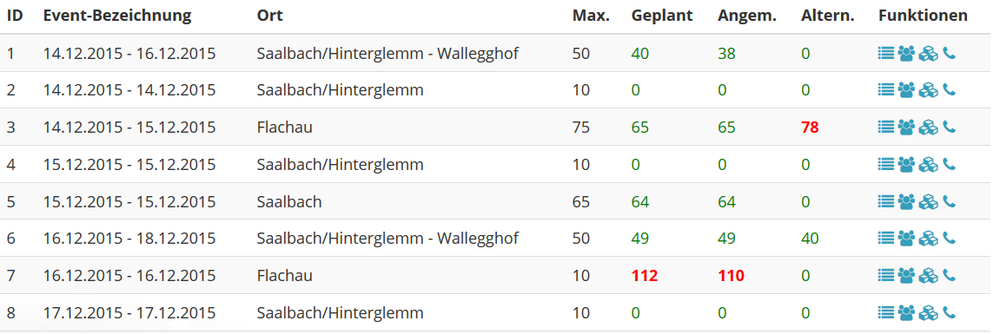 ID Event-Bezeichnung Ort Max. Geplant Angem. Altern. Funktionen
1 14.12.2015 - 16.12.2015 Saalbach/Hinterglemm - Wallegghof 50 40 38 0
2 14.12.2015 - 14.12.2015 Saalbach/Hinterglemm 10 0 0 0
3 14.12.2015 - 15.12.2015 Flachau 75 65 65 78
4 15.12.2015 - 15.12.2015 Saalbach/Hinterglemm 10 0 0 0
5 15.12.2015 - 15.12.2015 Saalbach 65 64 64 0
6 16.12.2015 - 18.12.2015 Saalbach/Hinterglemm - Wallegghof 50 49 49 40
7 16.12.2015 - 16.12.2015 Flachau 10 112 110 0
8 17.12.2015 - 17.12.2015 Saalbach/Hinterglemm 10 0 0 0